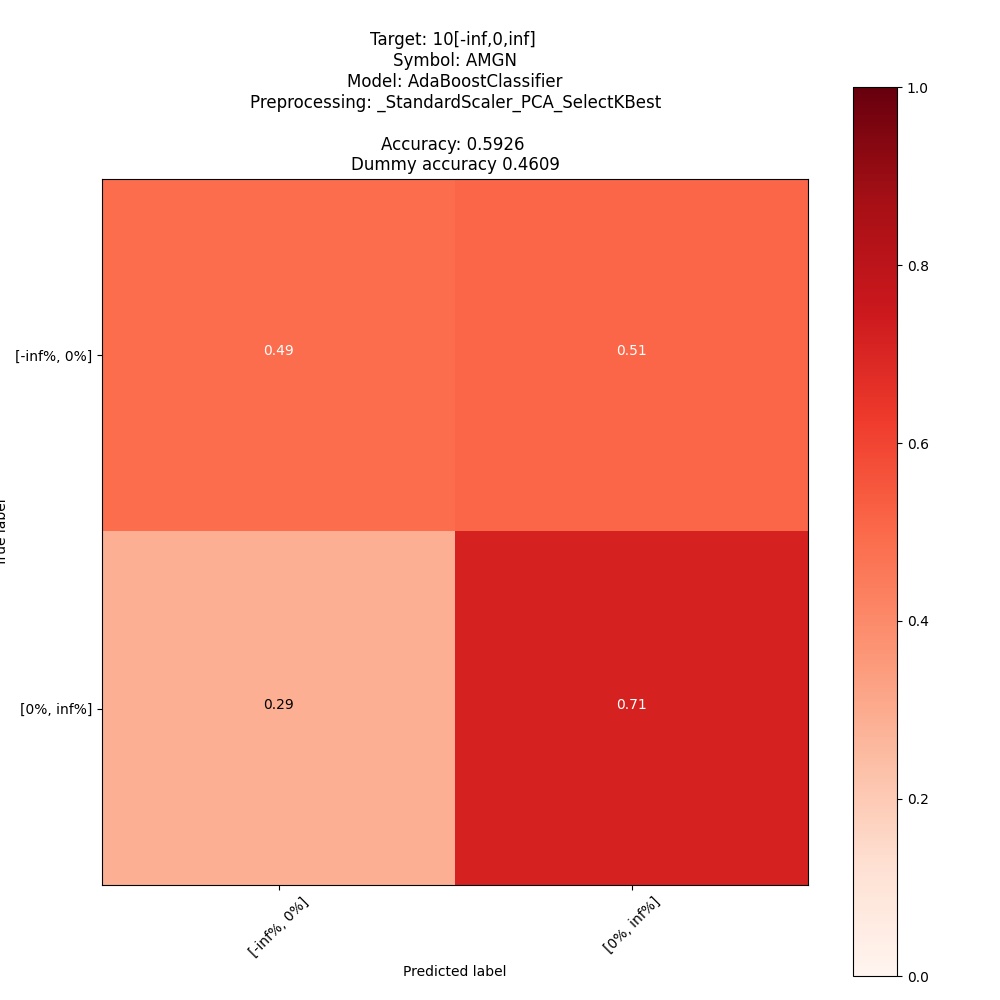 Target: 10[-inf,0,inf]
Symbol: AMGN
Model: AdaBoostClassifier
Preprocessing: _StandardScaler_PCA_SelectKBest
Accuracy: 0.5926
Dummy accuracy 0.4609
1.0
0.8
0.6
0.4
0.2
0.0
[-inf%, 0%]
0.49
0.51
label
[0%, inf%]
0.29
0.71
[-inf%, 0%]
[0%, inf%]
Predicted label